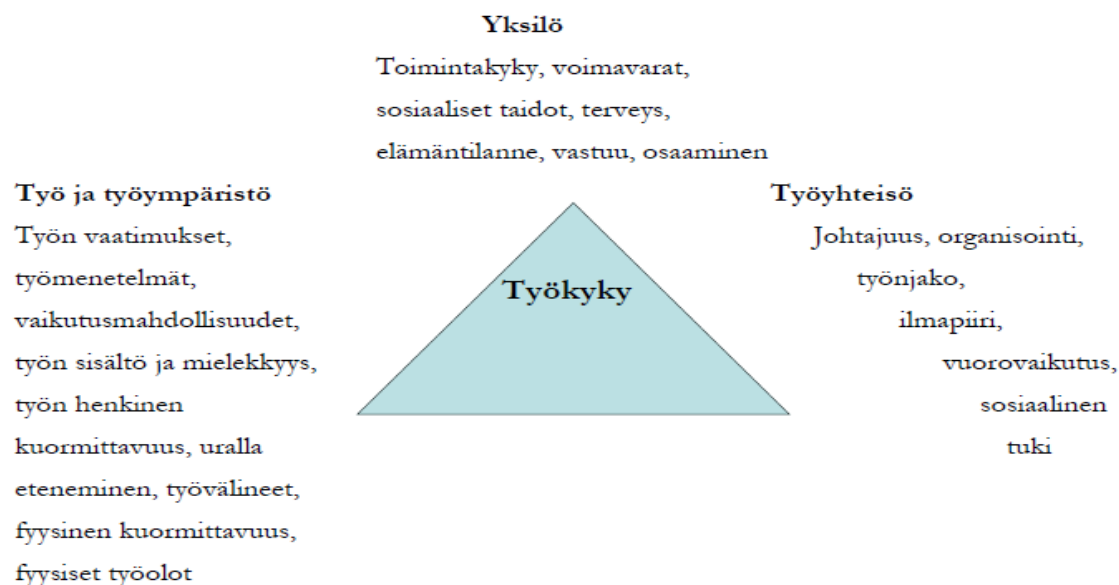 Yksilö
Toimintakyky, voimavarat,
sosiaaliset taidot, terveys,
elämäntilanne, vastuu, osaaminen
Työ ja työympäristö
Työn vaatimukset,
työmenetelmät,
vaikutusmahdollisuudet,
työn sisältö ja mielekkyys,
työn henkinen
kuormittavuus, uralla
eteneminen, työvälineet,
fyysinen kuormittavuus,
fyysiset työolot
Työkyky
Työyhteisö
Johtajuus, organisointi,
työnjako,
ilmapiiri,
vuorovaikutus,
sosiaalinen
tuki